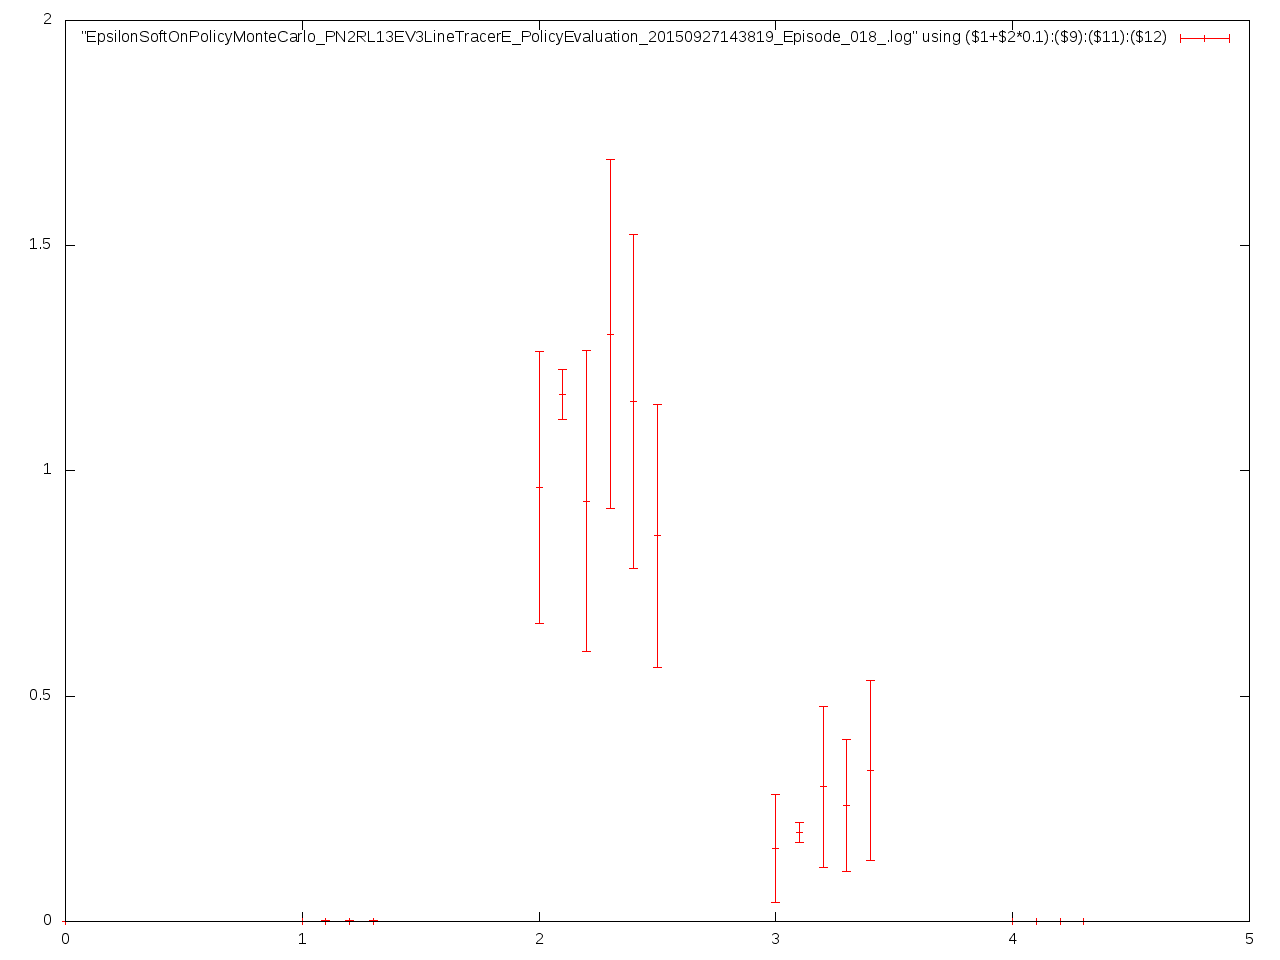 2
"EpsilonSoftOnPolicyMonteCarlo_PN2RL13EV3LineTracerE_PolicyEvaluation_20150927143819_Episode_018_.log" using ($1+$2*0.1):($9):($11):($12)
1.5
1
0.5
0
0 1 2 3 4 5